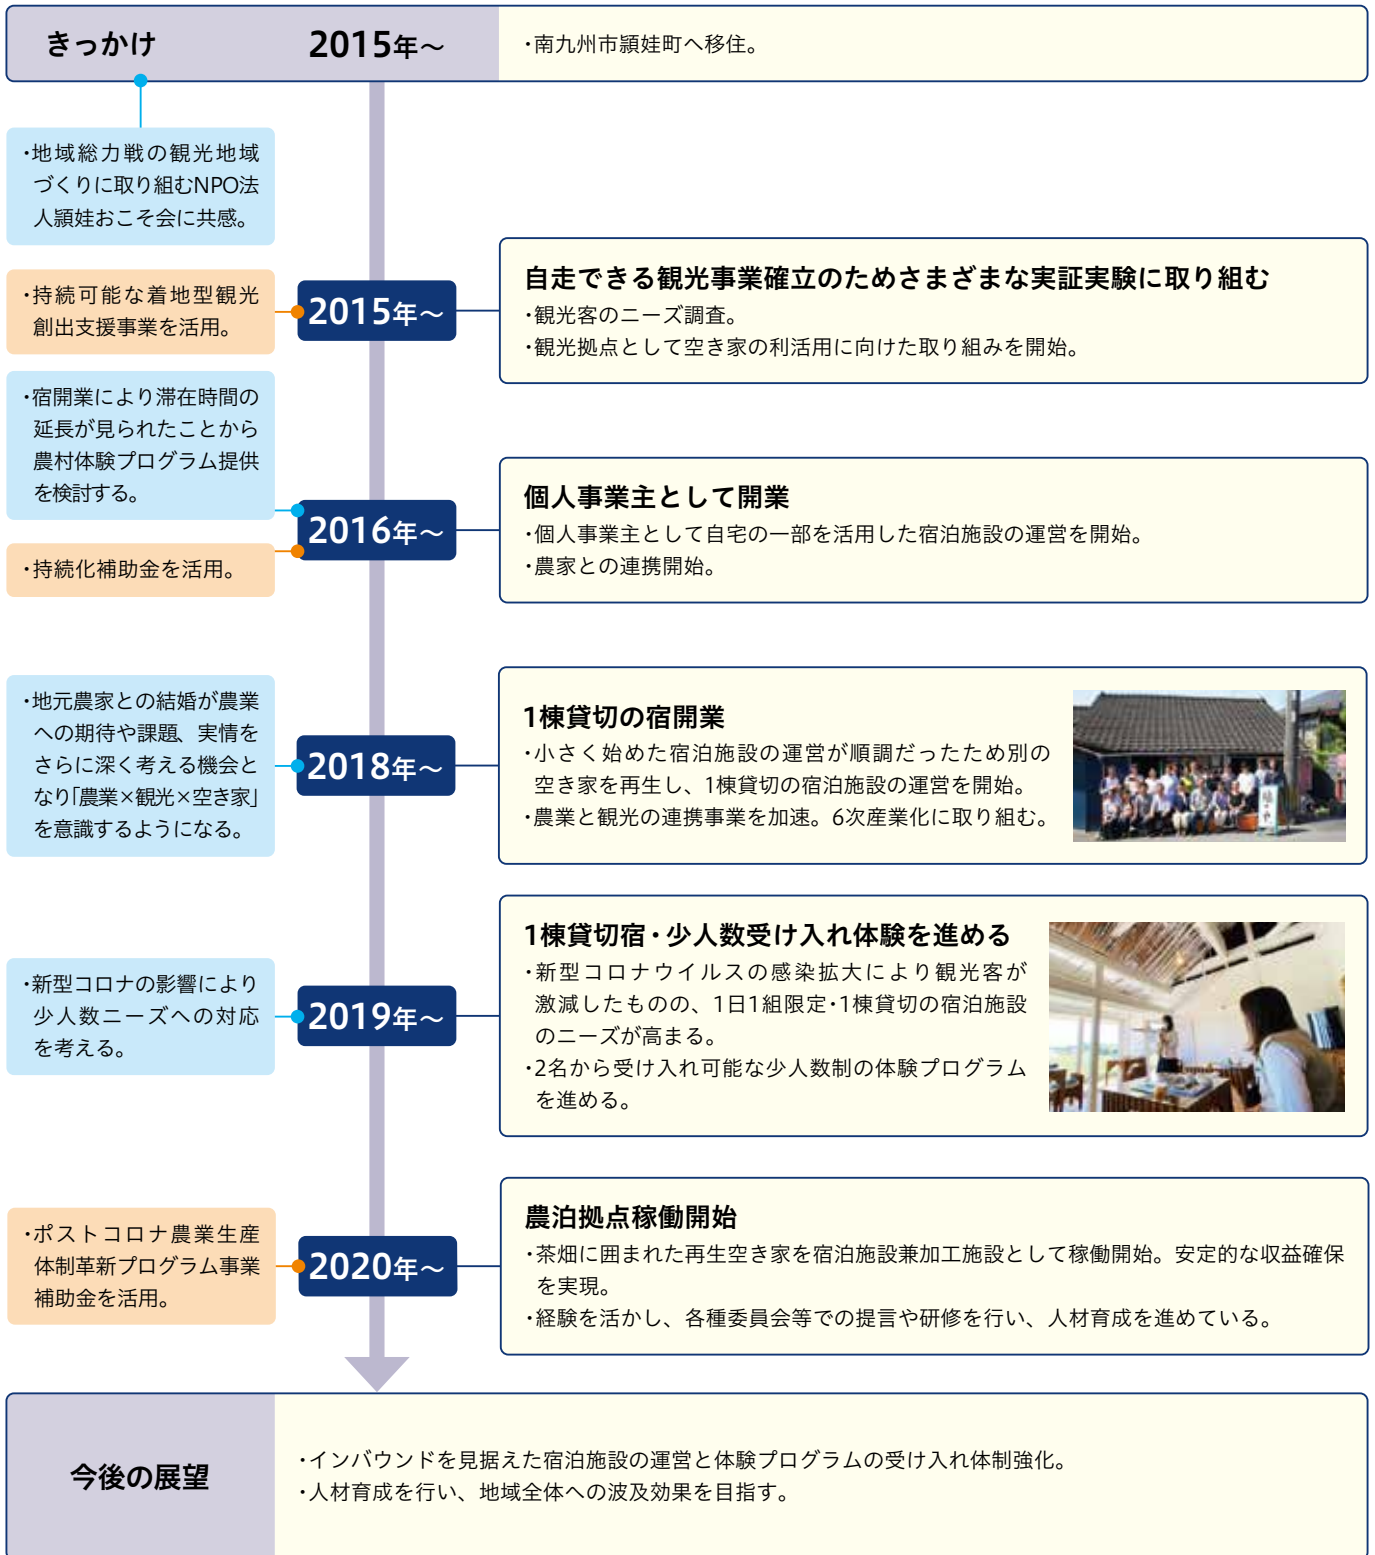 きっかけ 2015年～
・南九州市頴娃町へ移住。
・地域総力戦の観光地域
づくりに取り組むNPO法
人頴娃おこそ会に共感。
・持続可能な着地型観光
創出支援事業を活用。
2015年～
自走できる観光事業確立のためさまざまな実証実験に取り組む
・観光客のニーズ調査。
・観光拠点として空き家の利活用に向けた取り組みを開始。
・宿開業により滞在時間の
延長が見られたことから
農村体験プログラム提供
を検討する。
・持続化補助金を活用。
2016年～
個人事業主として開業
・個人事業主として自宅の一部を活用した宿泊施設の運営を開始。
・農家との連携開始。
・地元農家との結婚が農業
への期待や課題、実情を
さらに深く考える機会と
なり「農業×観光×空き家」
を意識するようになる。
2018年～
1棟貸切の宿開業
・小さく始めた宿泊施設の運営が順調だったため別の
空き家を再生し、1棟貸切の宿泊施設の運営を開始。
・農業と観光の連携事業を加速。6次産業化に取り組む。
・新型コロナの影響により
少人数ニーズへの対応
を考える。
2019年～
1棟貸切宿・少人数受け入れ体験を進める
・新型コロナウイルスの感染拡大により観光客が
激減したものの、1日1組限定・1棟貸切の宿泊施設
のニーズが高まる。
・2名から受け入れ可能な少人数制の体験プログラム
を進める。
・ポストコロナ農業生産
体制革新プログラム事業
補助金を活用。
2020年～
農泊拠点稼働開始
・茶畑に囲まれた再生空き家を宿泊施設兼加工施設として稼働開始。安定的な収益確保
を実現。
・経験を活かし、各種委員会等での提言や研修を行い、人材育成を進めている。
今後の展望
・インバウンドを見据えた宿泊施設の運営と体験プログラムの受け入れ体制強化。
・人材育成を行い、地域全体への波及効果を目指す。